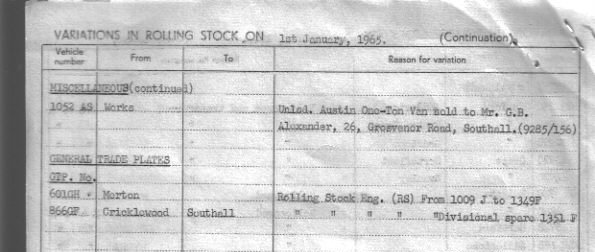 VARIATIONS IN ROLLING STOCK ON 1st January, 1965. (Continuation)
Vehicle number From To Reason for variation
MISCELLANEOUS(continued)
1052 AS Works Unlsd. Austin One-Ton Van sold to Mr. G.B.
Alexander, 26, Grosvenor Road, Southall.(9285/156)
GENERAL TRADE PLATES
GTP. No.
601GH Merton Rolling Stock Eng. (RS) From 1009 J to 1349F
866GF Cricklewood Southall " " " " "Divisional spare 1351 F